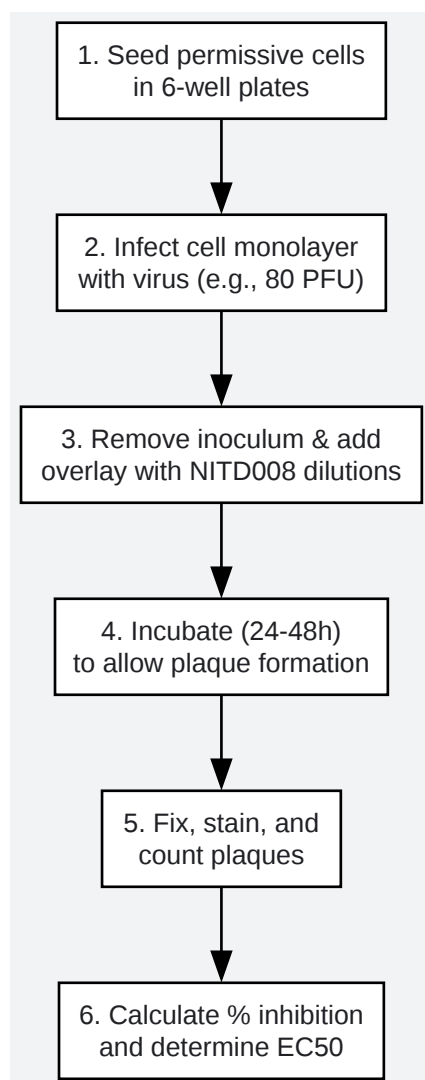 1. Seed permissive cells
in 6-well plates
2. Infect cell monolayer
with virus (e.g., 80 PFU)
3. Remove inoculum & add
overlay with NITD008 dilutions
4. Incubate (24-48h)
to allow plaque formation
5. Fix, stain, and
count plaques
6. Calculate % inhibition
and determine EC50